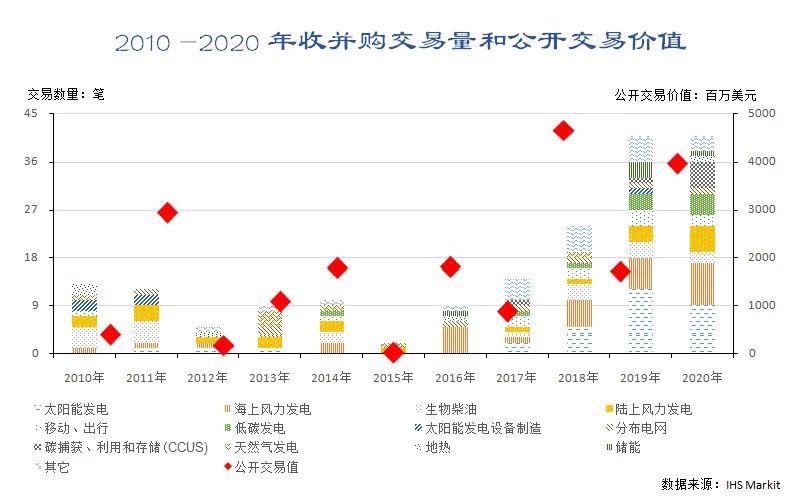 2010 –2020 年收并购交易量和公开交易价值
交易数量：笔
公开交易价值：百万美元
45 5000
36 4000
27 3000
18 2000
9 1000
0 0
2010年 2011年 2012年 2013年 2014年 2015年 2016年 2017年 2018年 2019年 2020年
太阳能发电 海上风力发电 生物柴油 陆上风力发电
移动、出行 低碳发电 太阳能发电设备制造 分布电网
碳捕获、利用和存储(CCUS) 天然气发电 地热 储能
其它 公开交易值
数据来源：IHS Markit